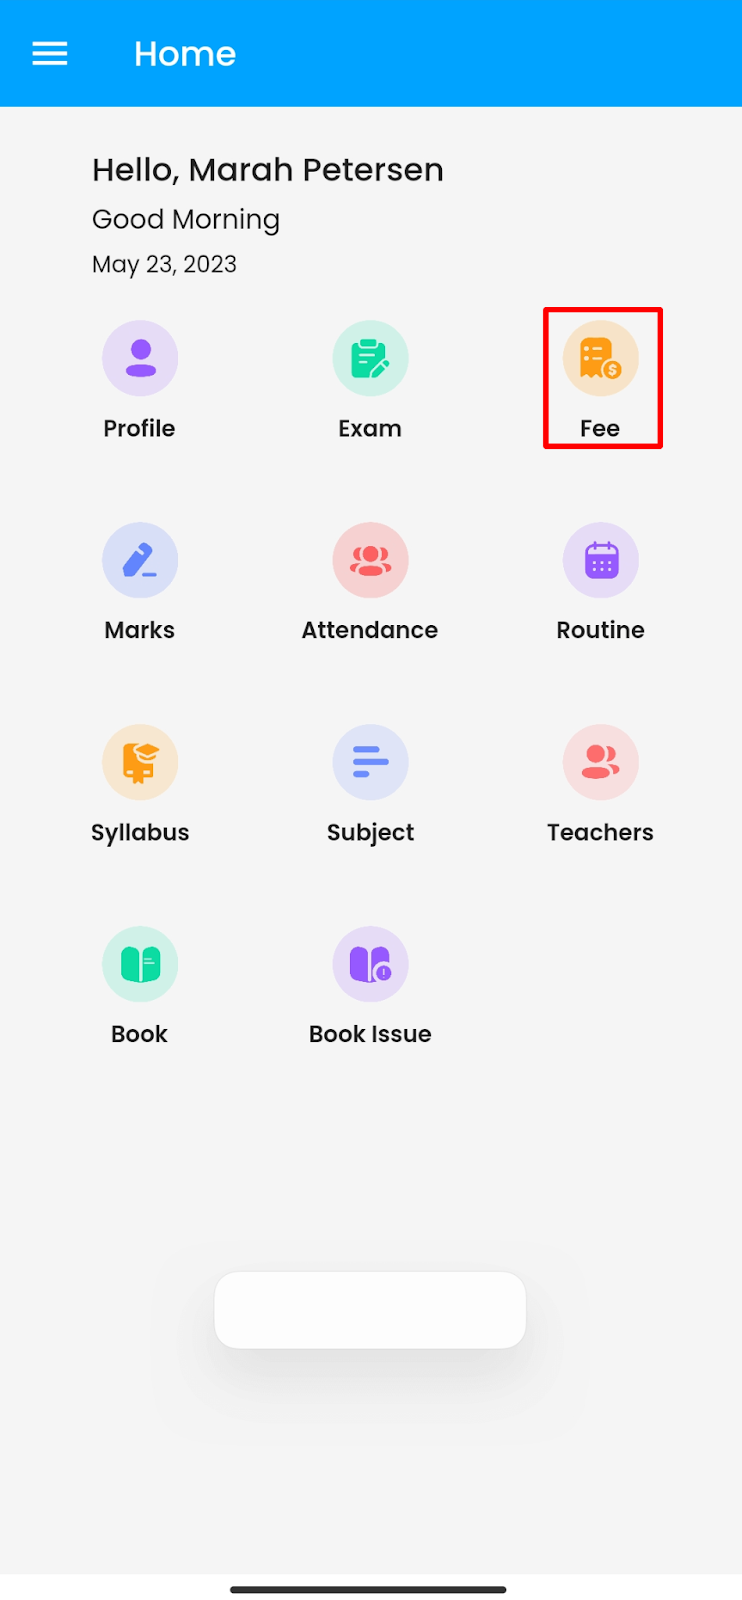 Home
Hello, Marah Petersen
Good Morning
May 23, 2023
Profile Exam Fee
Marks Attendance Routine
Syllabus Subject Teachers
Book Book Issue